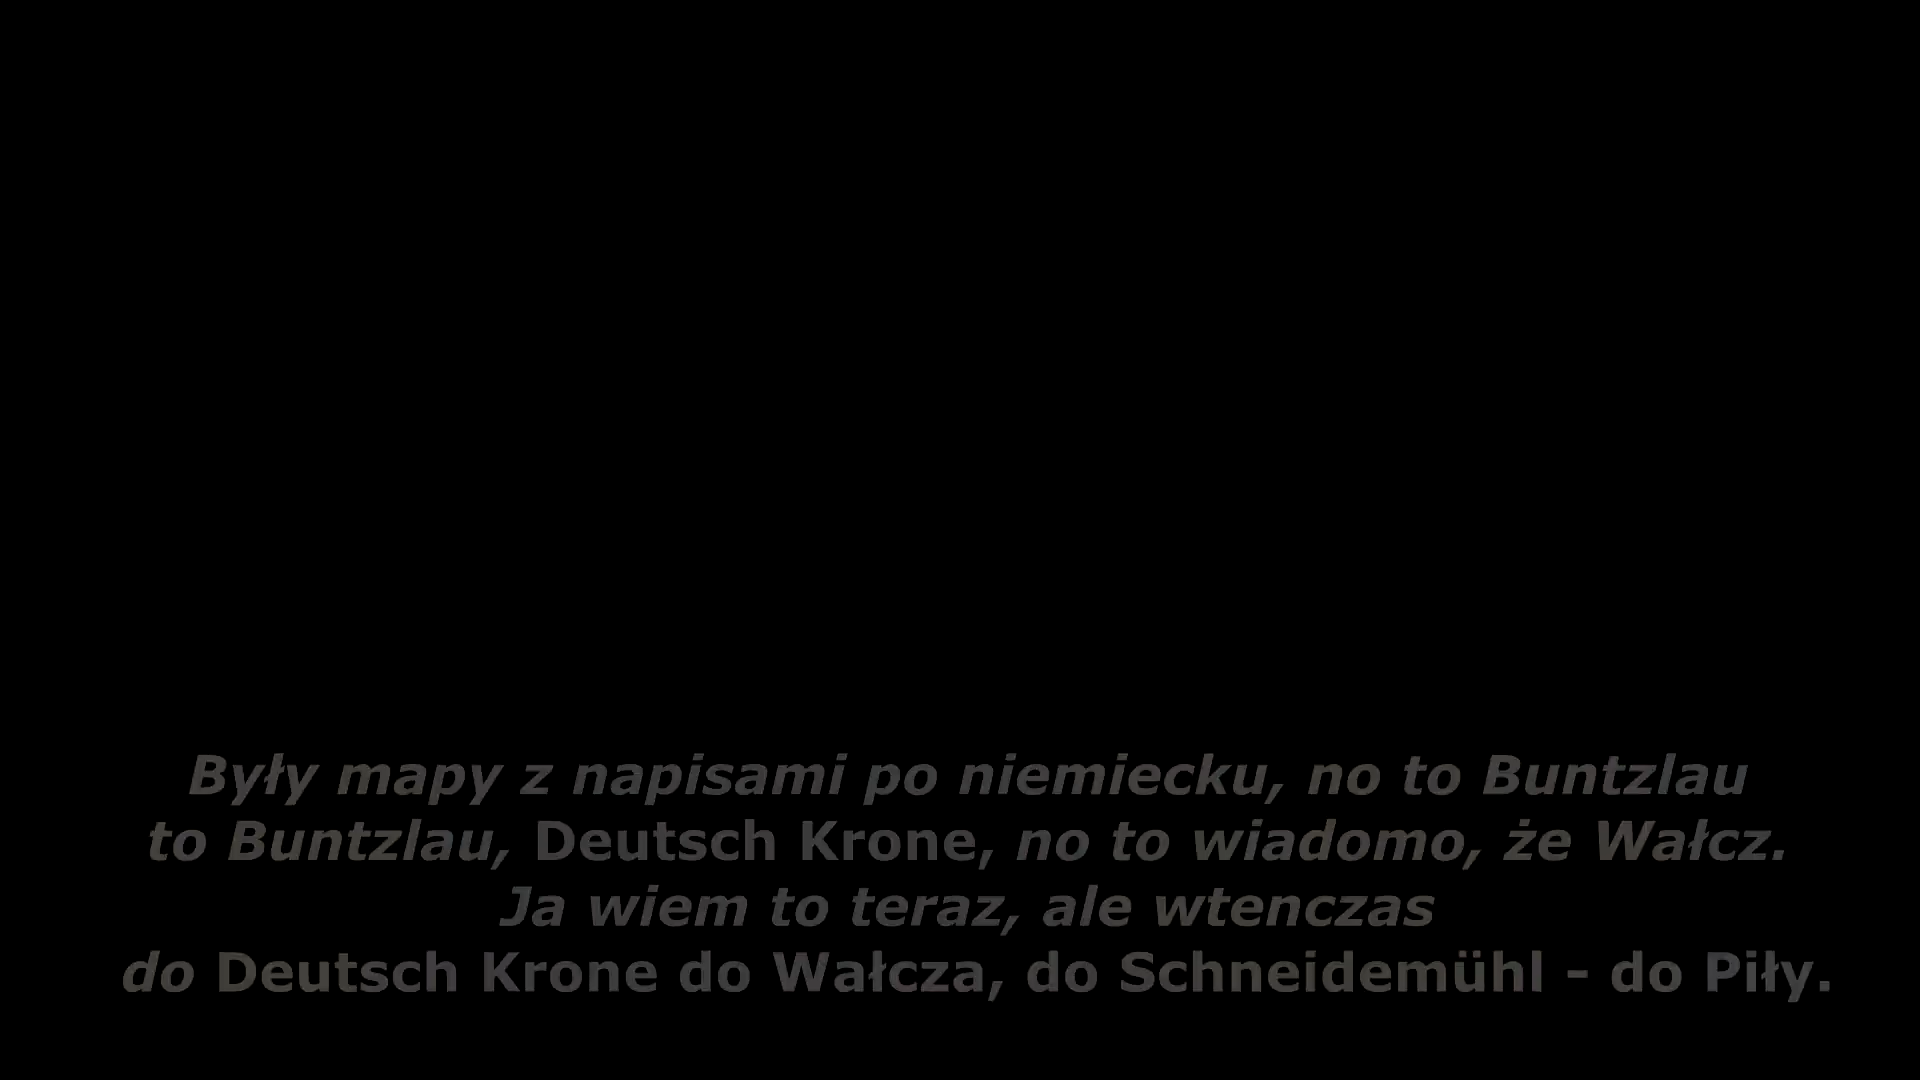 Były mapy z napisami po niemiecku, no to Buntzlau
to Buntzlau, Deutsch Krone, no to wiadomo, że Wałcz.
Ja wiem to teraz, ale wtenczas
do Deutsch Krone do Wałcza, do Schneidemühl - do Piły.